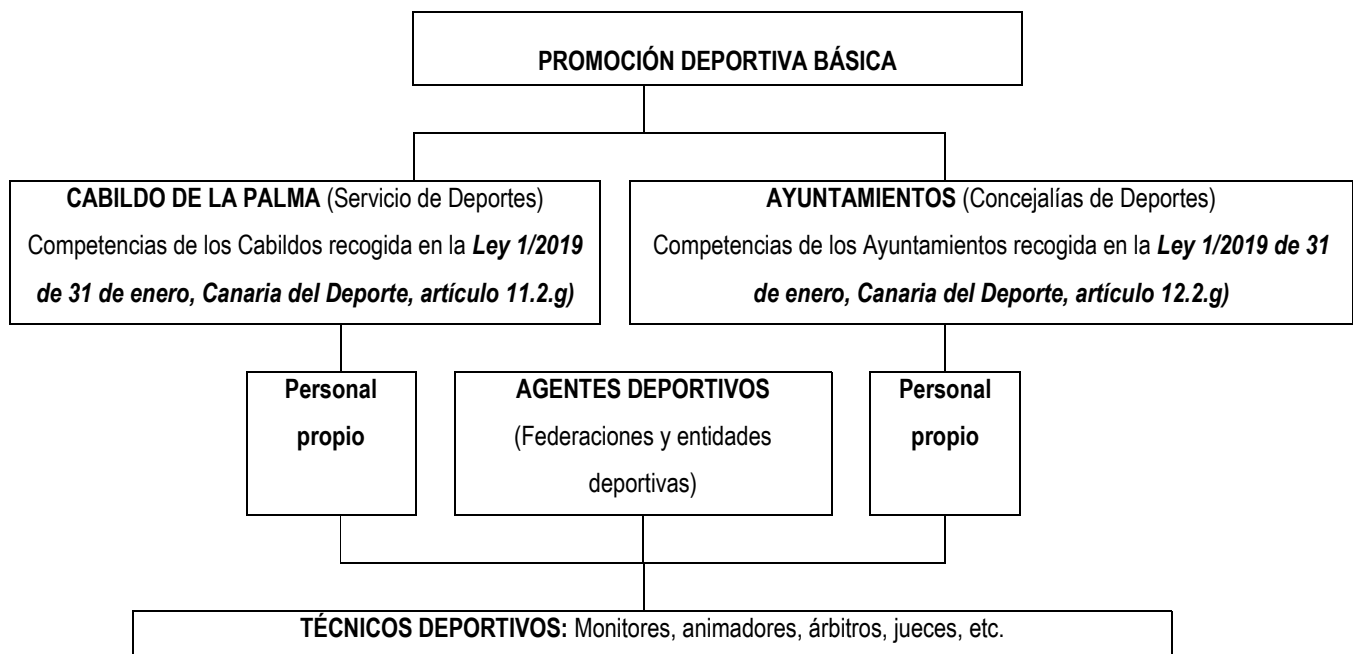 PROMOCIÓN DEPORTIVA BÁSICA
CABILDO DE LA PALMA (Servicio de Deportes)
Competencias de los Cabildos recogida en la Ley 1/2019
de 31 de enero, Canaria del Deporte, artículo 11.2.g)
AYUNTAMIENTOS (Concejalías de Deportes)
Competencias de los Ayuntamientos recogida en la Ley 1/2019 de 31
de enero, Canaria del Deporte, artículo 12.2.g)
Personal
propio
AGENTES DEPORTIVOS
(Federaciones y entidades
deportivas)
Personal
propio
TÉCNICOS DEPORTIVOS: Monitores, animadores, árbitros, jueces, etc.